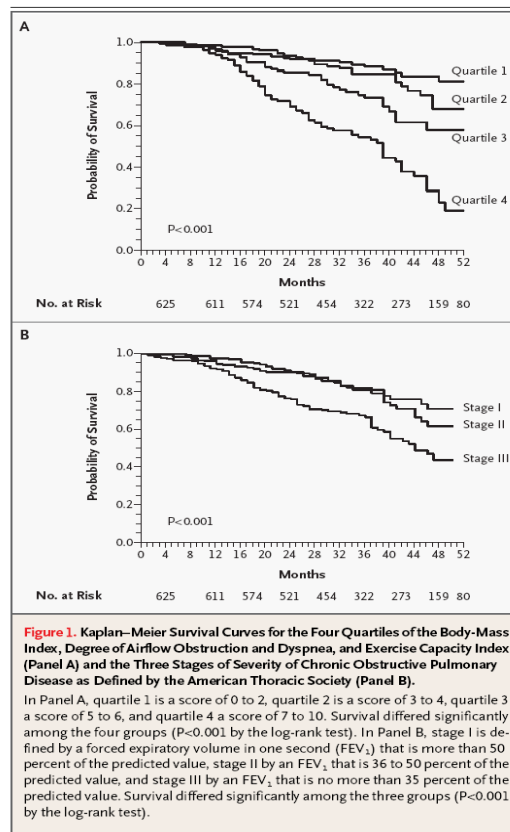 A
1.0
0.8
0.6
0.4
0.2
0.0
Probability of Survival
Quartile 1
Quartile 2
Quartile 3
Quartile 4
P<0.001
0 4 8 12 16 20 24 28 32 36 40 44 48 52
Months
No. at Risk 625 611 574 521 454 322 273 159 80
B
1.0
0.8
0.6
0.4
0.2
0.0
Probability of Survival
Stage I
Stage II
Stage III
P<0.001
0 4 8 12 16 20 24 28 32 36 40 44 48 52
Months
No. at Risk 625 611 574 521 454 322 273 159 80
Figure 1. Kaplan–Meier Survival Curves for the Four Quartiles of the Body-Mass
Index, Degree of Airflow Obstruction and Dyspnea, and Exercise Capacity Index
(Panel A) and the Three Stages of Severity of Chronic Obstructive Pulmonary
Disease as Defined by the American Thoracic Society (Panel B).
In Panel A, quartile 1 is a score of 0 to 2, quartile 2 is a score of 3 to 4, quartile 3
a score of 5 to 6, and quartile 4 a score of 7 to 10. Survival differed significantly
among the four groups (P<0.001 by the log-rank test). In Panel B, stage I is de-
fined by a forced expiratory volume in one second (FEV₁) that is more than 50
percent of the predicted value, stage II by an FEV₁ that is 36 to 50 percent of the
predicted value, and stage III by an FEV₁ that is no more than 35 percent of the
predicted value. Survival differed significantly among the three groups (P<0.001
by the log-rank test).